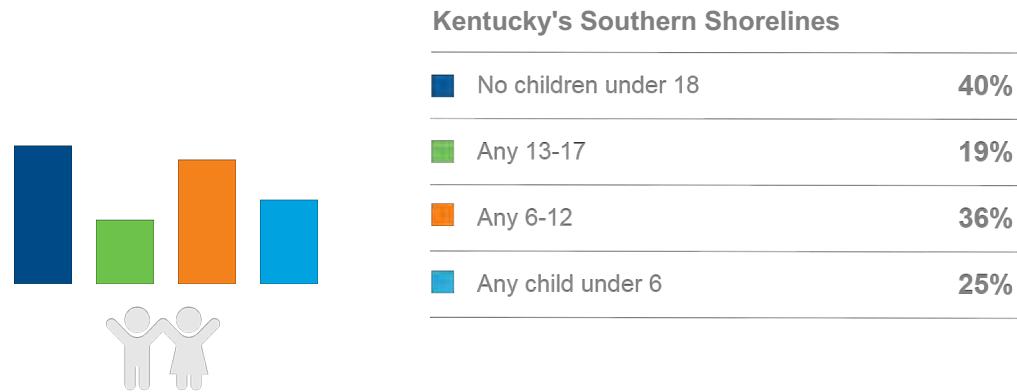 Kentucky's Southern Shorelines
No children under 18 40%
Any 13-17 19%
Any 6-12 36%
Any child under 6 25%